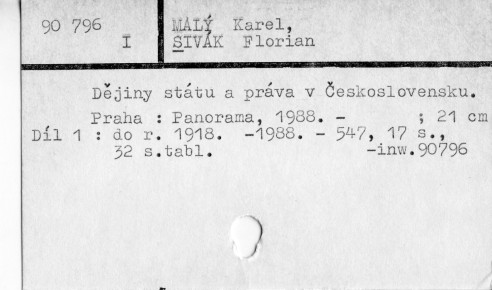 90 796 MALÝ Karel,
I SIVÁK Florian
Dějiny státu a práva v Československu.
Praha : Panorama, 1988. - ; 21 cm
Díl 1 : do r. 1918. -1988. - 547, 17 s.,
32 s.tabl. -inw.90796